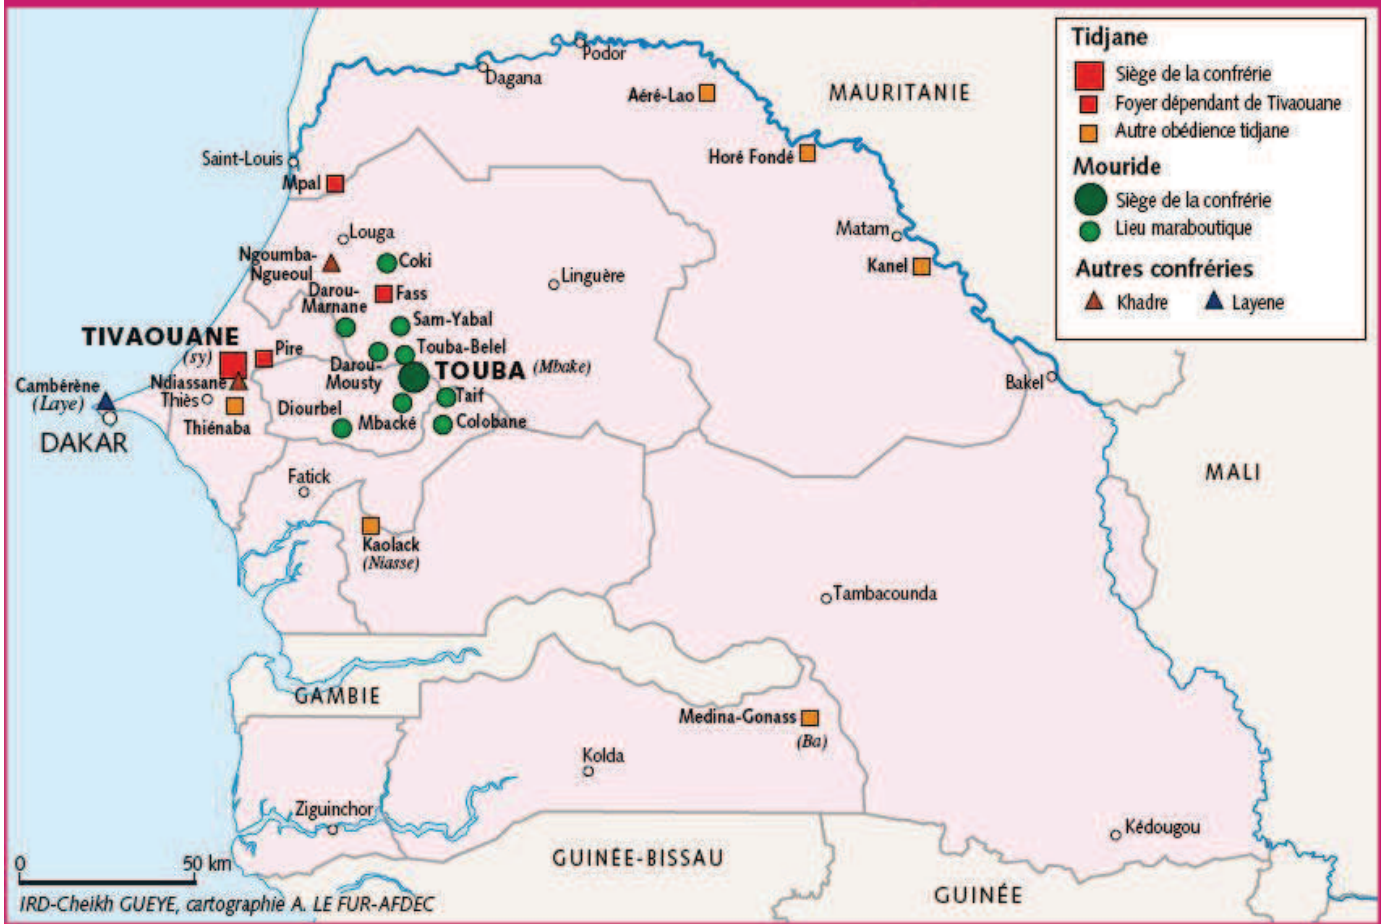 Podor
Dagana
Aéré-Lao
MAURITANIE
Horé Fondé
Saint-Louis
Mpal
Matam
Kanel
Louga
Ngoumba-
Ngueoul
Coki
Linguère
Darou-
Marnane
Fass
Sam-Yabal
TIVAOUANE
(sy)
Pire
Touba-Belel
Darou-
Mousty
TOUBA (Mbake)
Cambérène
(Laye)
Ndiassane
Thiès
Thiénaba
DAKAR
Diourbel
Mbacké
Taif
Colobane
Bakel
MALI
Fatick
Kaolack
(Niasse)
Tambacounda
GAMBIE
Medina-Gonass
(Ba)
Kolda
Ziguinchor
Kédougou
GUINÉE-BISSAU
GUINÉE
Tidjane
Siège de la confrérie
Foyer dépendant de Tivaouane
Autre obédience tidjane
Mouride
Siège de la confrérie
Lieu maraboutique
Autres confréries
Khadre
Layene
0 50 km
IRD-Cheikh GUEYE, cartographie A. LE FUR-AFDEC